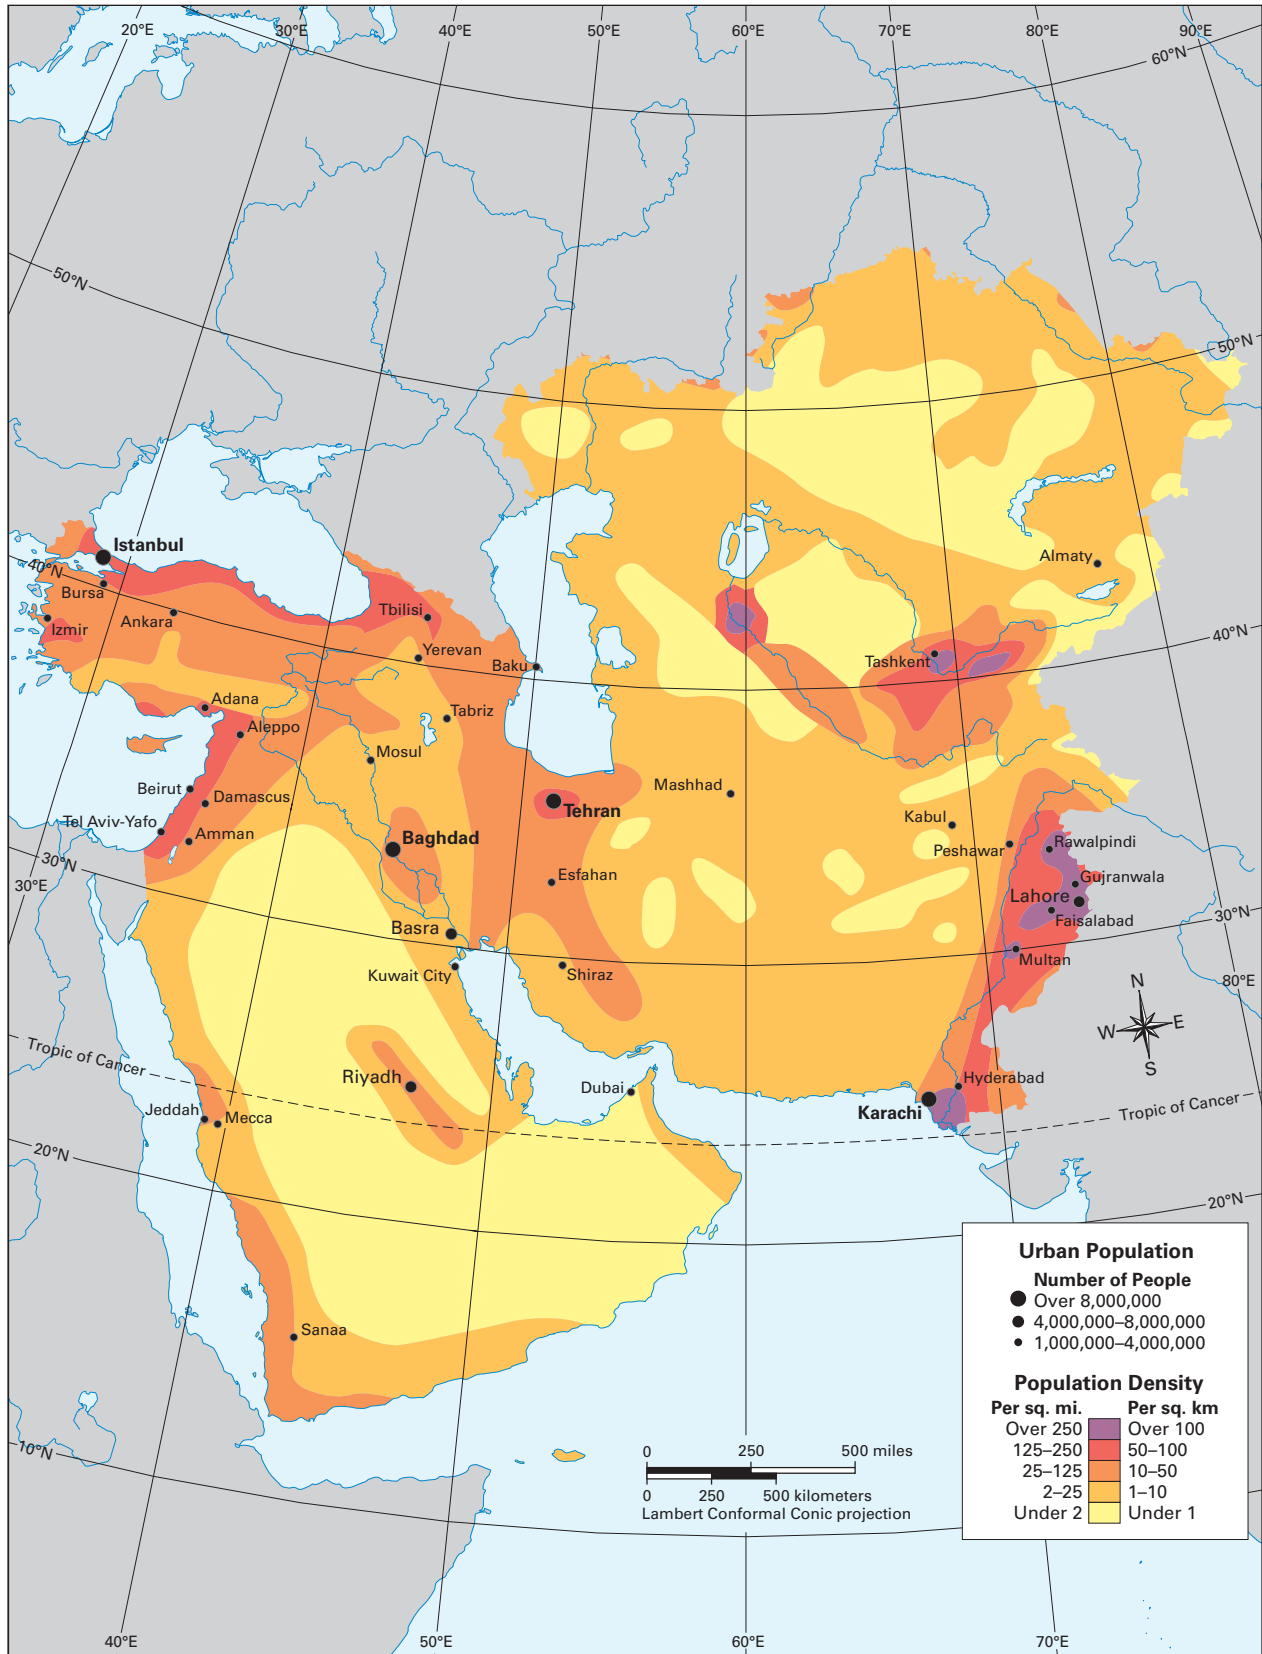 20°E
30°E
40°E
50°E
60°E
70°E
80°E
90°E
60°N
50°N
50°N
Istanbul
40°N
Almaty
Bursa
Tbilisi
Izmir
Ankara
40°N
Yerevan
Tashkent
Baku
Adana
Tabriz
Aleppo
Mosul
Mashhad
Beirut
Damascus
Tehran
Tel Aviv-Yafo
Kabul
Amman
Baghdad
Peshawar
Rawalpindi
30°N
Esfahan
Gujranwala
30°E
Lahore
Faisalabad
30°N
Basra
Multan
Kuwait City
Shiraz
80°E
N
W
E
S
Tropic of Cancer
Riyadh
Dubai
Hyderabad
Jeddah
Mecca
Karachi
Tropic of Cancer
20°N
20°N
Sanaa
10°N
Urban Population
Number of People
Over 8,000,000
4,000,000–8,000,000
1,000,000–4,000,000
Population Density
Per sq. mi. Per sq. km
Over 250 Over 100
125–250 50–100
25–125 10–50
2–25 1–10
Under 2 Under 1
0 250 500 miles
0 250 500 kilometers
Lambert Conformal Conic projection
40°E
50°E
60°E
70°E